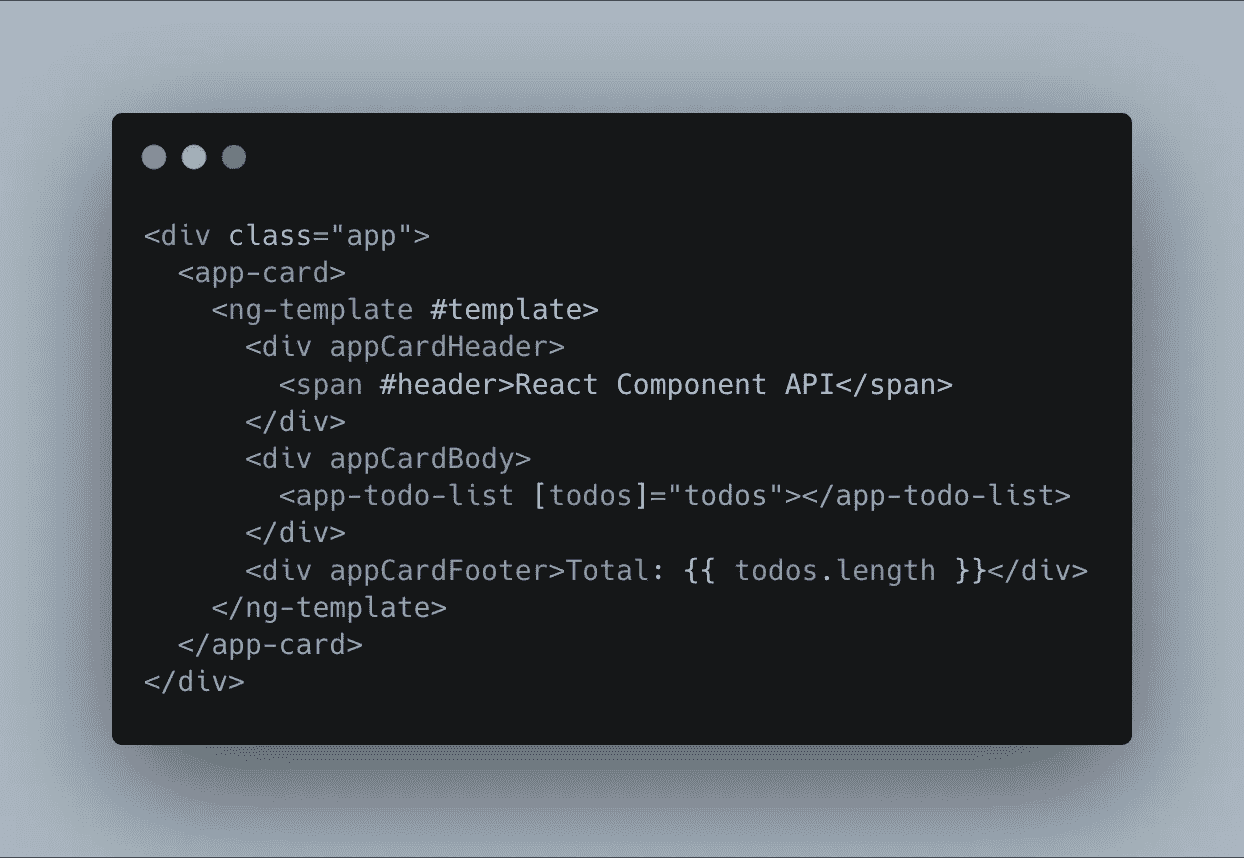 <div class="app">
  <app-card>
    <ng-template #template>
      <div appCardHeader>
        <span #header>React Component API</span>
      </div>
      <div appCardBody>
        <app-todo-list [todos]="todos"></app-todo-list>
      </div>
      <div appCardFooter>Total: {{ todos.length }}</div>
    </ng-template>
  </app-card>
</div>